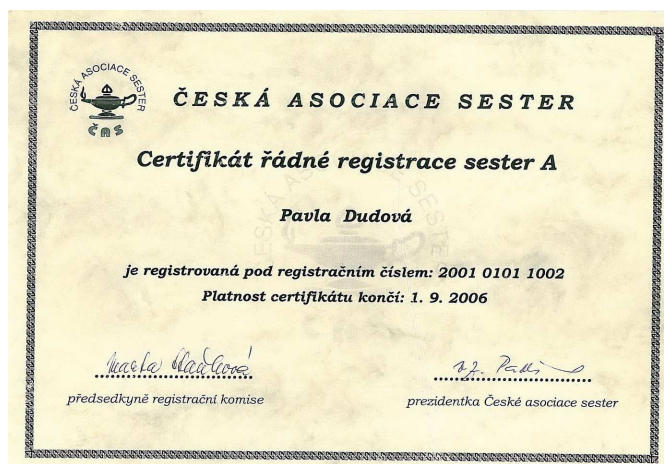 ČESKÁ ASOCIACE SESTER
ČAS
ČESKÁ ASOCIACE SESTER
Certifikát řádné registrace sester A
Pavla Dudová
je registrovaná pod registračním číslem: 2001 0101 1002
Platnost certifikátu končí: 1. 9. 2006
předsedkyně registrační komise
prezidentka České asociace sester